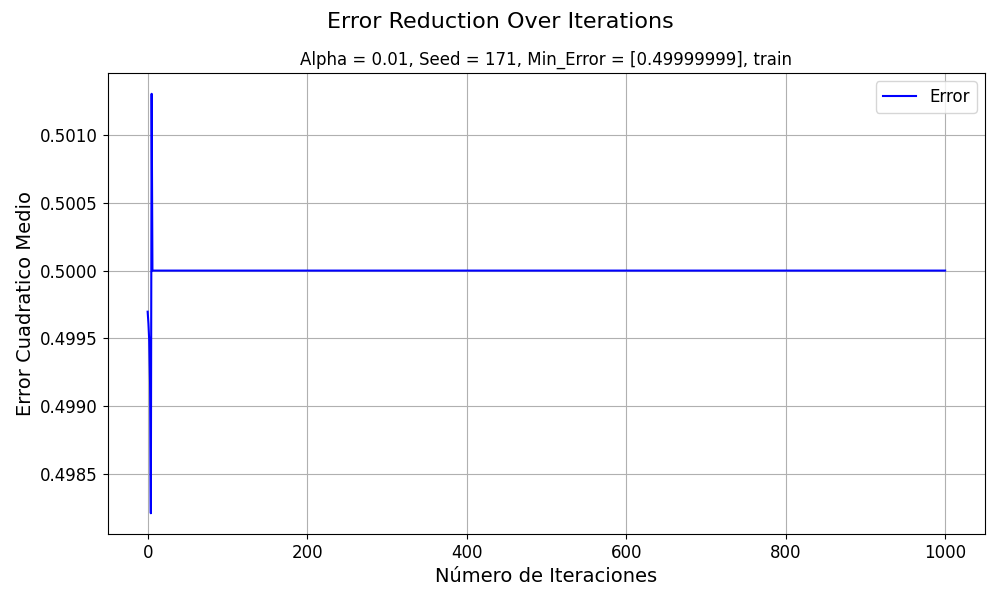 Error Reduction Over Iterations
Alpha = 0.01, Seed = 171, Min_Error = [0.49999999], train
Error
0.5010
0.5005
0.5000
0.4995
0.4990
0.4985
Error Cuadratico Medio
0 200 400 600 800 1000
Número de Iteraciones